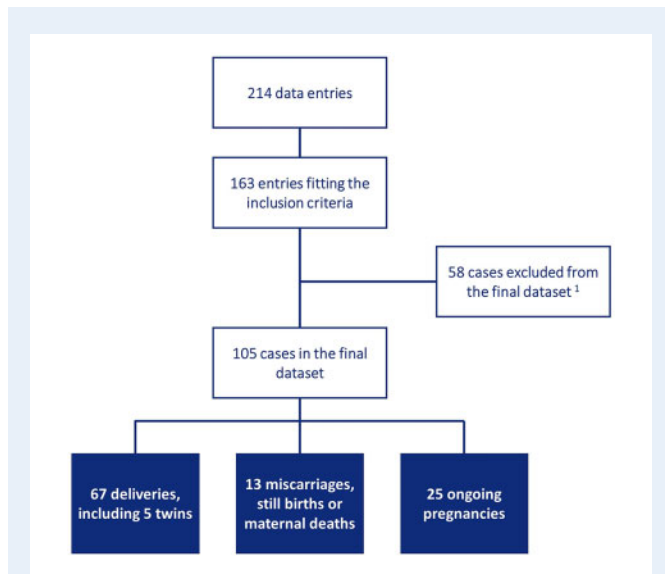 214 data entries
163 entries fitting the
inclusion criteria
58 cases excluded from
the final dataset ¹
105 cases in the final
dataset
67 deliveries,
including 5 twins
13 miscarriages,
still births or
maternal deaths
25 ongoing
pregnancies